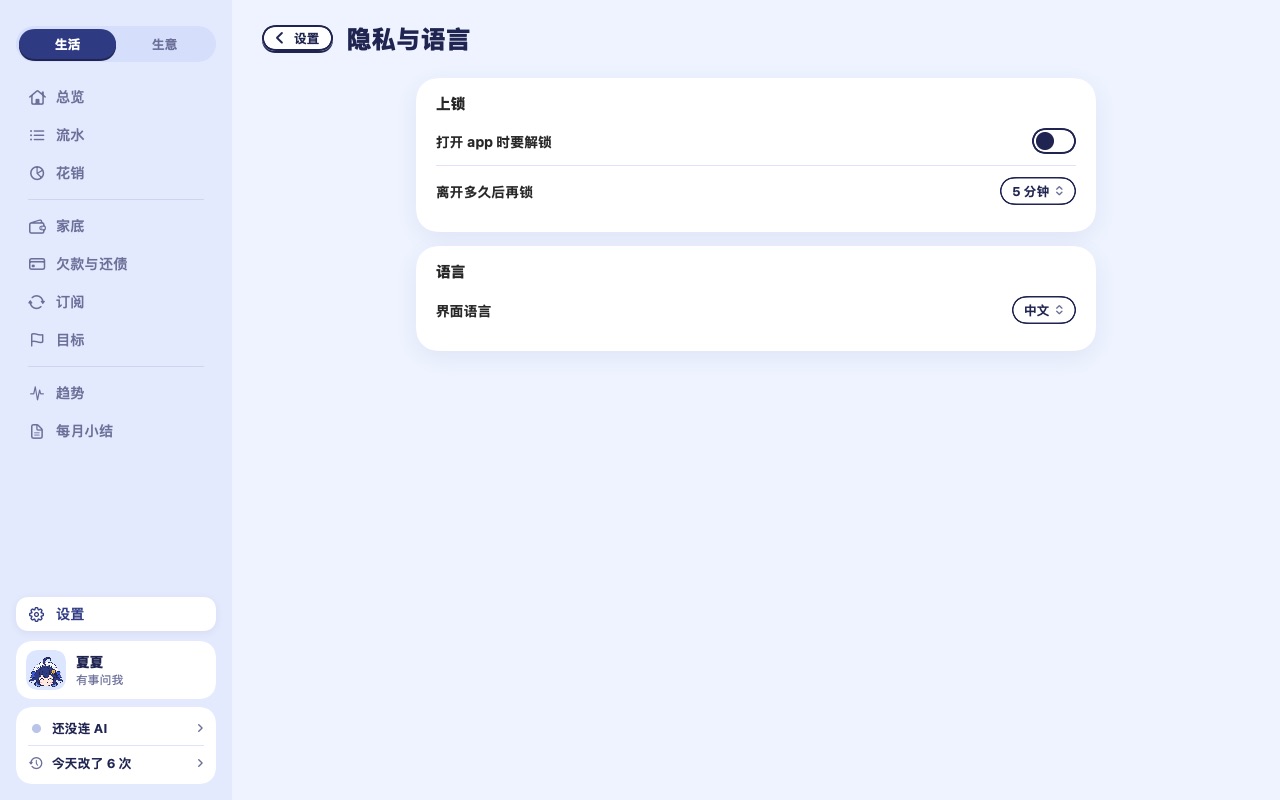 生活
生意
总览
流水
花销
家底
欠款与还债
订阅
目标
趋势
每月小结
设置
夏夏
有事问我
还没连 AI
今天改了 6 次
设置
隐私与语言
上锁
打开 app 时要解锁
离开多久后再锁
5 分钟
语言
界面语言
中文